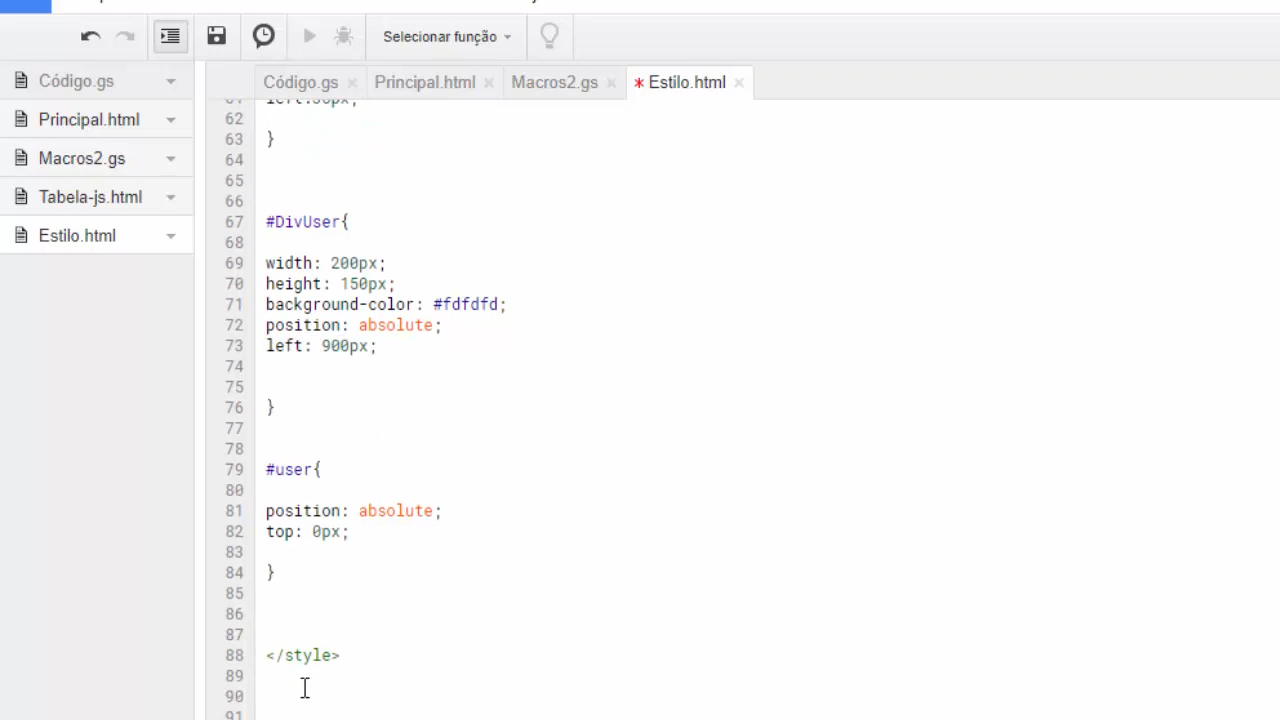 Selecionar função
Código.gs
Principal.html
Macros2.gs
Tabela-js.html
Estilo.html
Código.gs × Principal.html × Macros2.gs × * Estilo.html ×
62
63 }
64
65
66
67 #DivUser{
68
69 width: 200px;
70 height: 150px;
71 background-color: #fdfdfd;
72 position: absolute;
73 left: 900px;
74
75
76 }
77
78
79 #user{
80
81 position: absolute;
82 top: 0px;
83
84 }
85
86
87
88 </style>
89
90
91